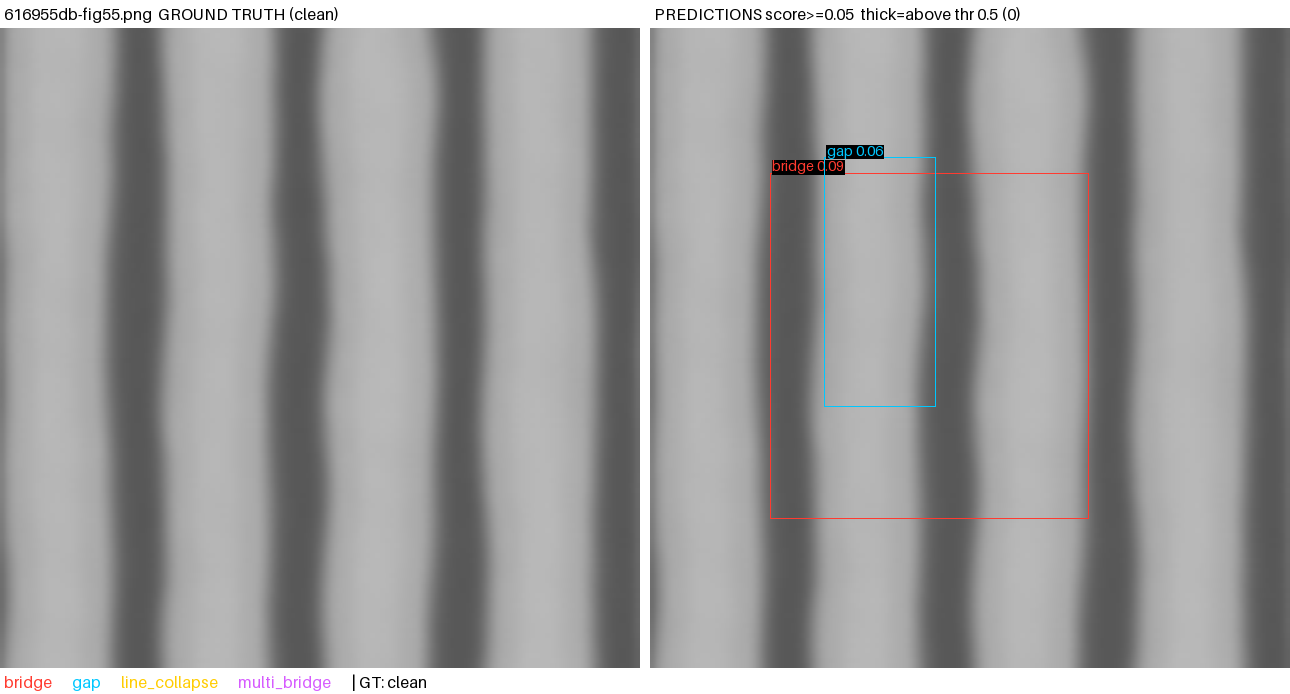 616955db-fig55.png  GROUND TRUTH (clean)
PREDICTIONS score>=0.05  thick=above thr 0.5 (0)
gap 0.06
bridge 0.09
bridge gap line_collapse multi_bridge | GT: clean